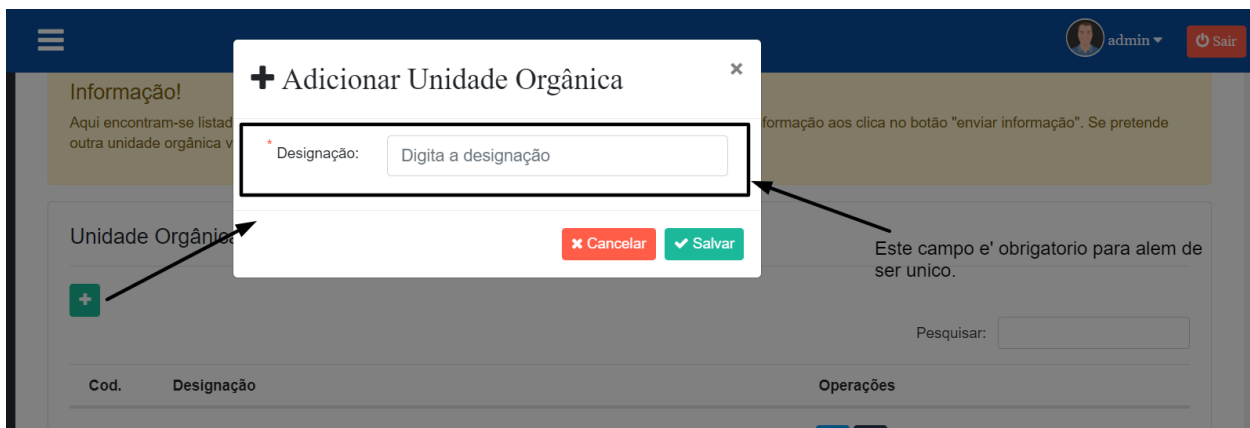 admin
Sair
+ Adicionar Unidade Orgânica ×
Informação!
Aqui encontram-se listad
formação aos clica no botão "enviar informação". Se pretende
outra unidade orgânica v
* Designação: Digita a designação
Cancelar Salvar
Unidade Orgânica
Este campo e' obrigatorio para alem de
ser unico.
Pesquisar:
Cod. Designação Operações